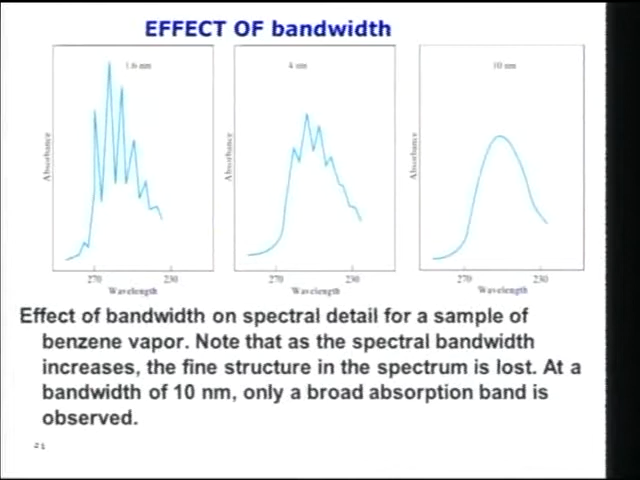 EFFECT OF bandwidth
1.6 nm
4 nm
10 nm
Absorbance
Absorbance
Absorbance
270 230
270 230
270 230
Wavelength
Wavelength
Wavelength
Effect of bandwidth on spectral detail for a sample of
benzene vapor. Note that as the spectral bandwidth
increases, the fine structure in the spectrum is lost. At a
bandwidth of 10 nm, only a broad absorption band is
observed.
21